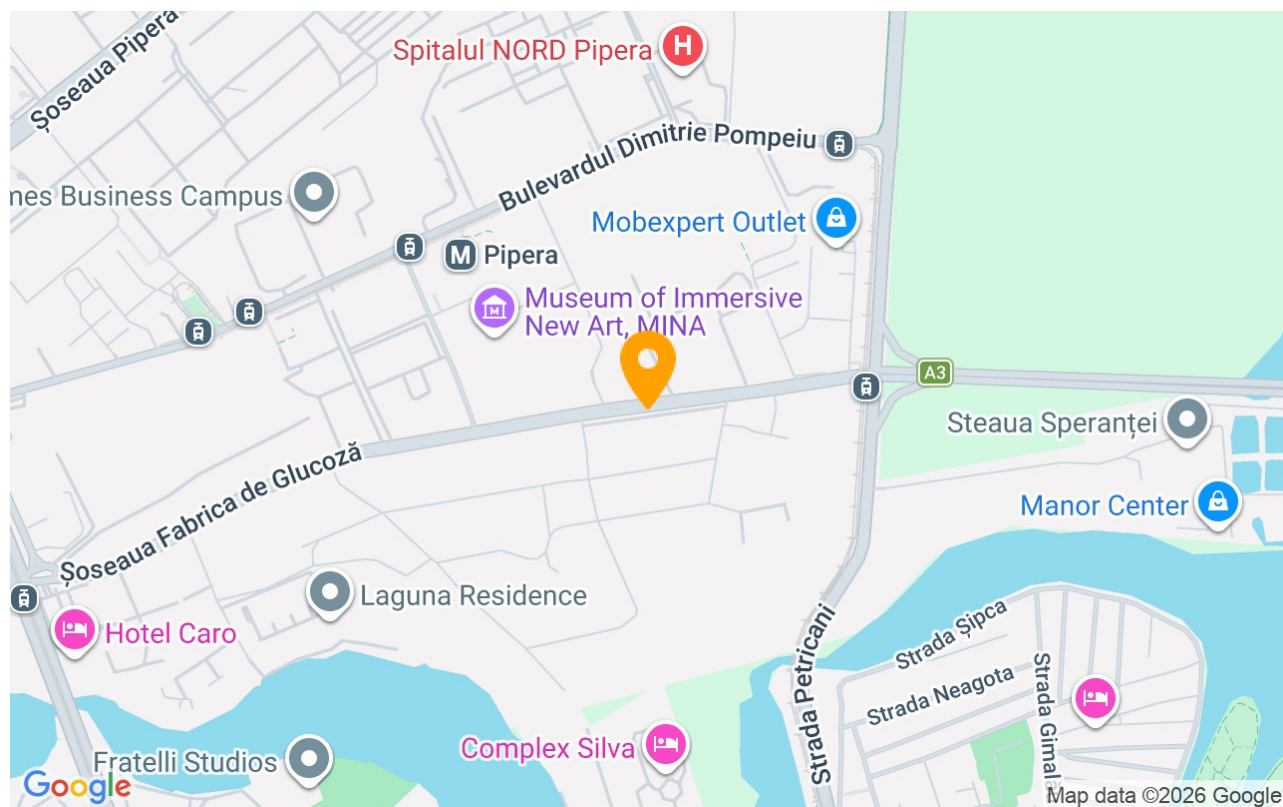 Spitalul NORD Pipera
H
Șoseaua Pipera
Bulevardul Dimitrie Pompeiu
mes Business Campus
Mobexpert Outlet
M Pipera
Museum of Immersive
New Art, MINA
A3
Steaua Speranței
Manor Center
Șoseaua Fabrica de Glucoză
Laguna Residence
Hotel Caro
Strada Șipca
Strada Neagota
Strada Gimala
Strada Petricani
Complex Silva
Fratelli Studios
Google
Map data ©2026 Google